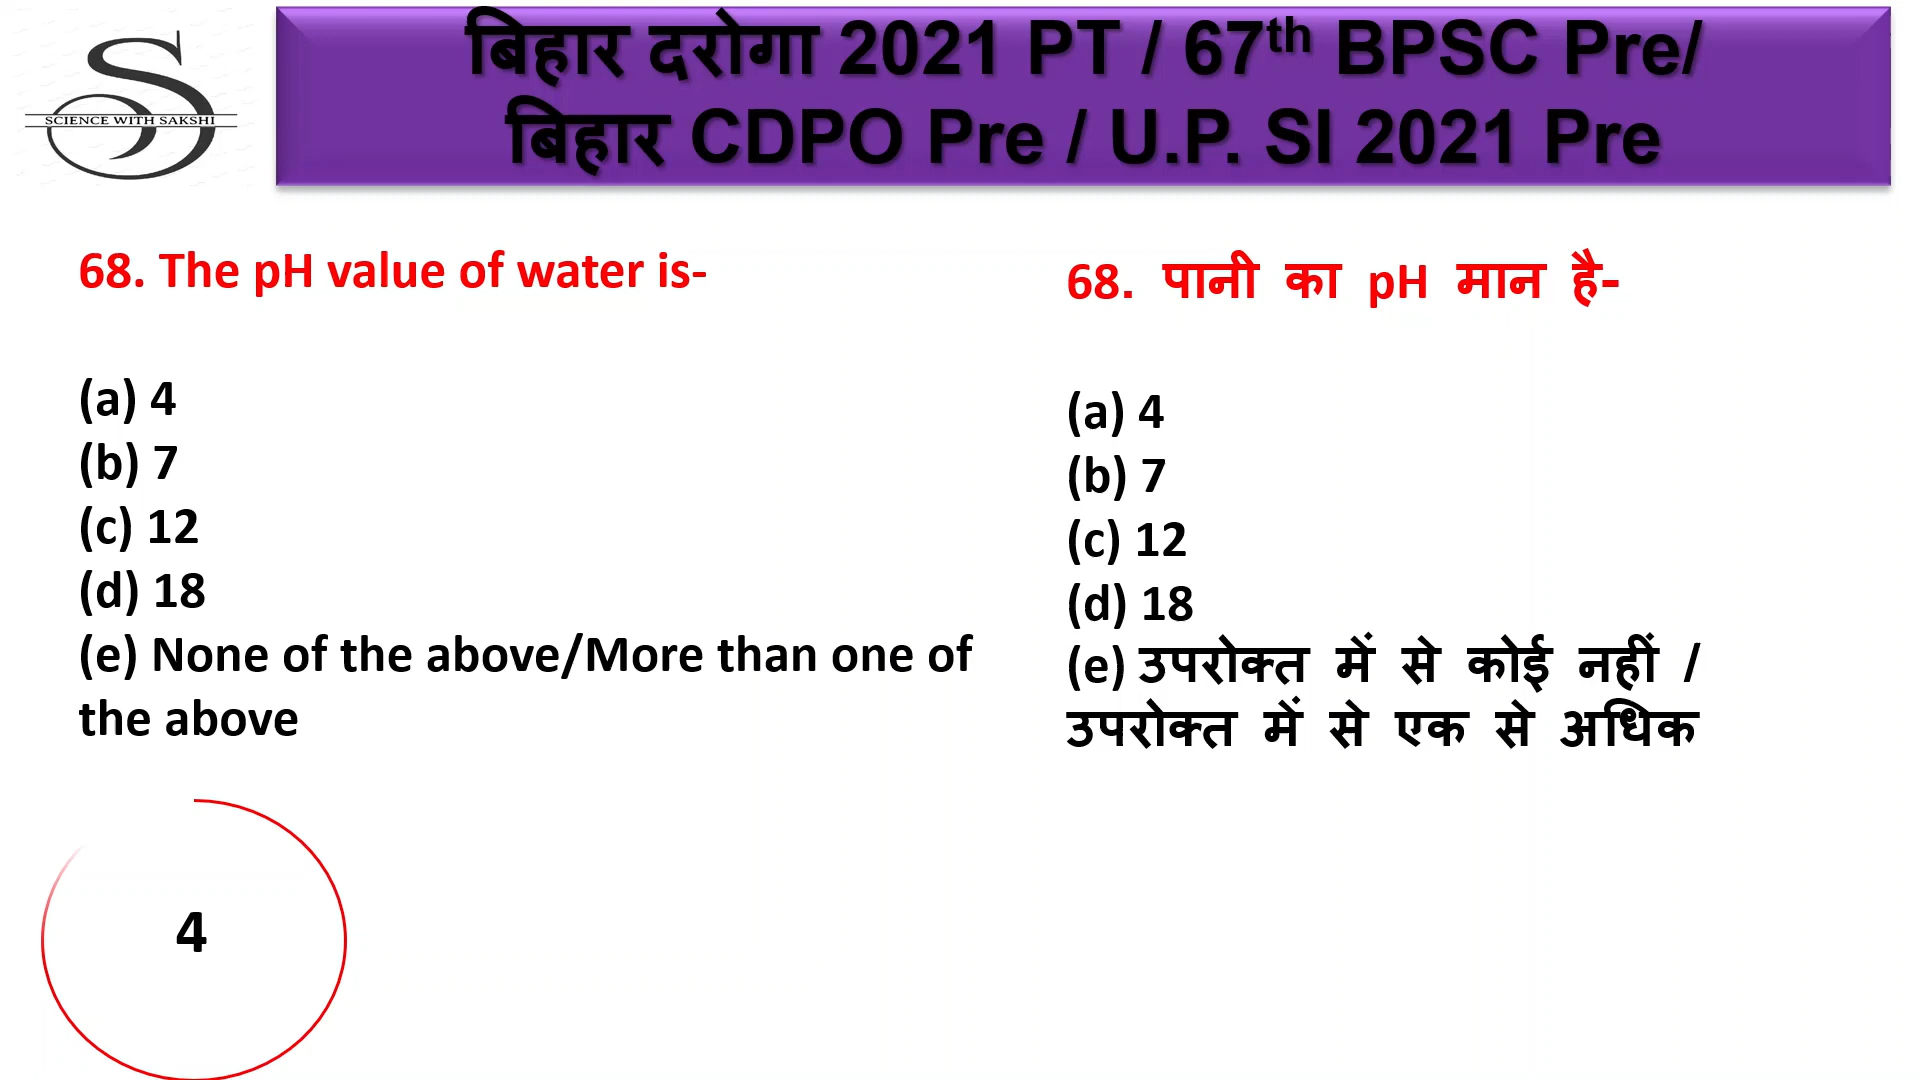 SCIENCE WITH SAKSHI
बिहार दरोगा 2021 PT / 67th BPSC Pre/
बिहार CDPO Pre / U.P. SI 2021 Pre
68. The pH value of water is-
(a) 4
(b) 7
(c) 12
(d) 18
(e) None of the above/More than one of
the above
68. पानी का pH मान है-
(a) 4
(b) 7
(c) 12
(d) 18
(e) उपरोक्त में से कोई नहीं /
उपरोक्त में से एक से अधिक
4